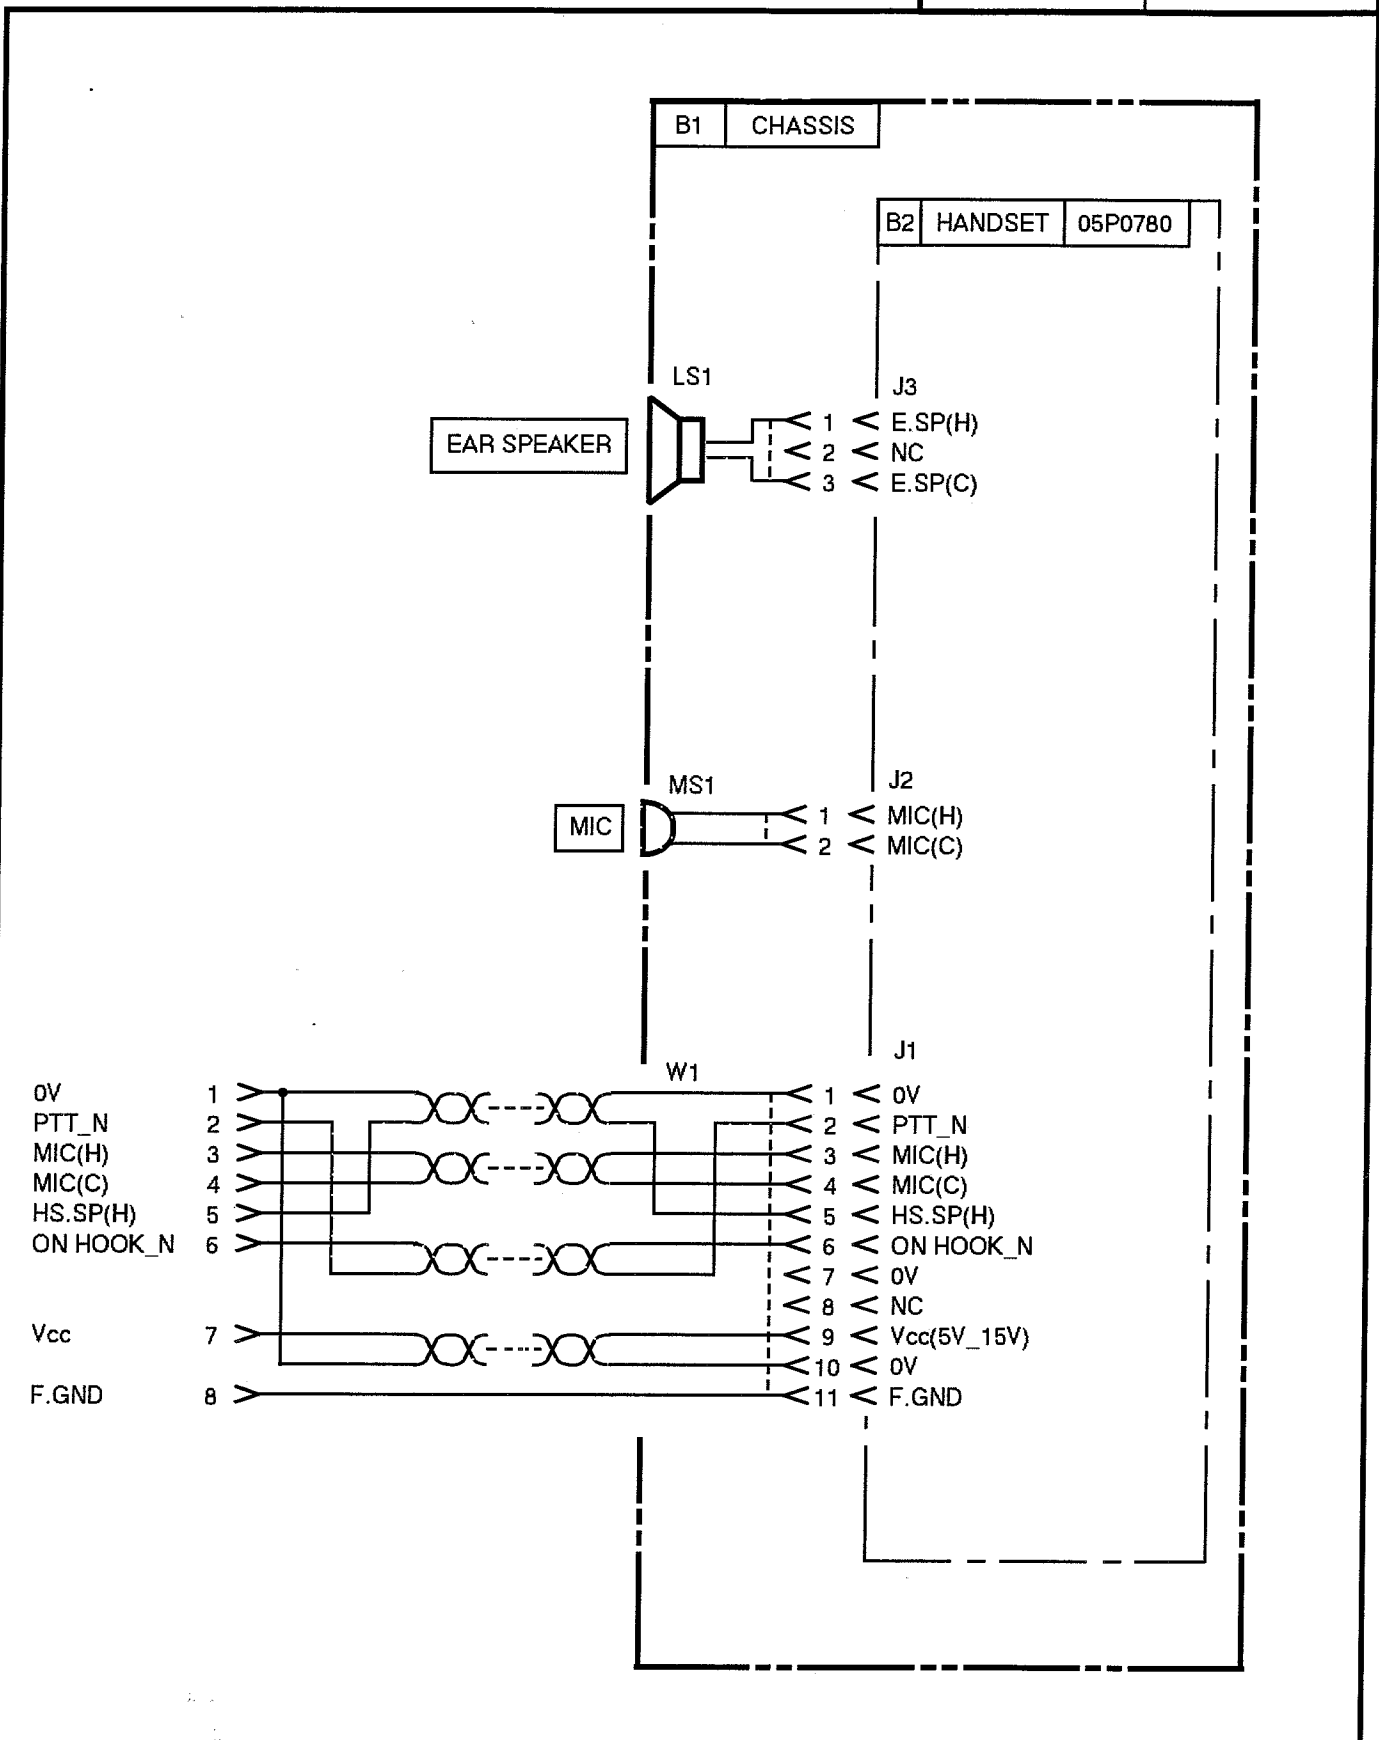 B1 CHASSIS
B2 HANDSET 05P0780
LS1
J3
EAR SPEAKER
1 E.SP(H)
2 NC
3 E.SP(C)
MS1
J2
MIC
1 MIC(H)
2 MIC(C)
W1
J1
0V 1 1 0V
PTT_N 2 2 PTT_N
MIC(H) 3 3 MIC(H)
MIC(C) 4 4 MIC(C)
HS.SP(H) 5 5 HS.SP(H)
ON HOOK_N 6 6 ON HOOK_N
7 0V
8 NC
Vcc 7 9 Vcc(5V_15V)
10 0V
F.GND 8 11 F.GND